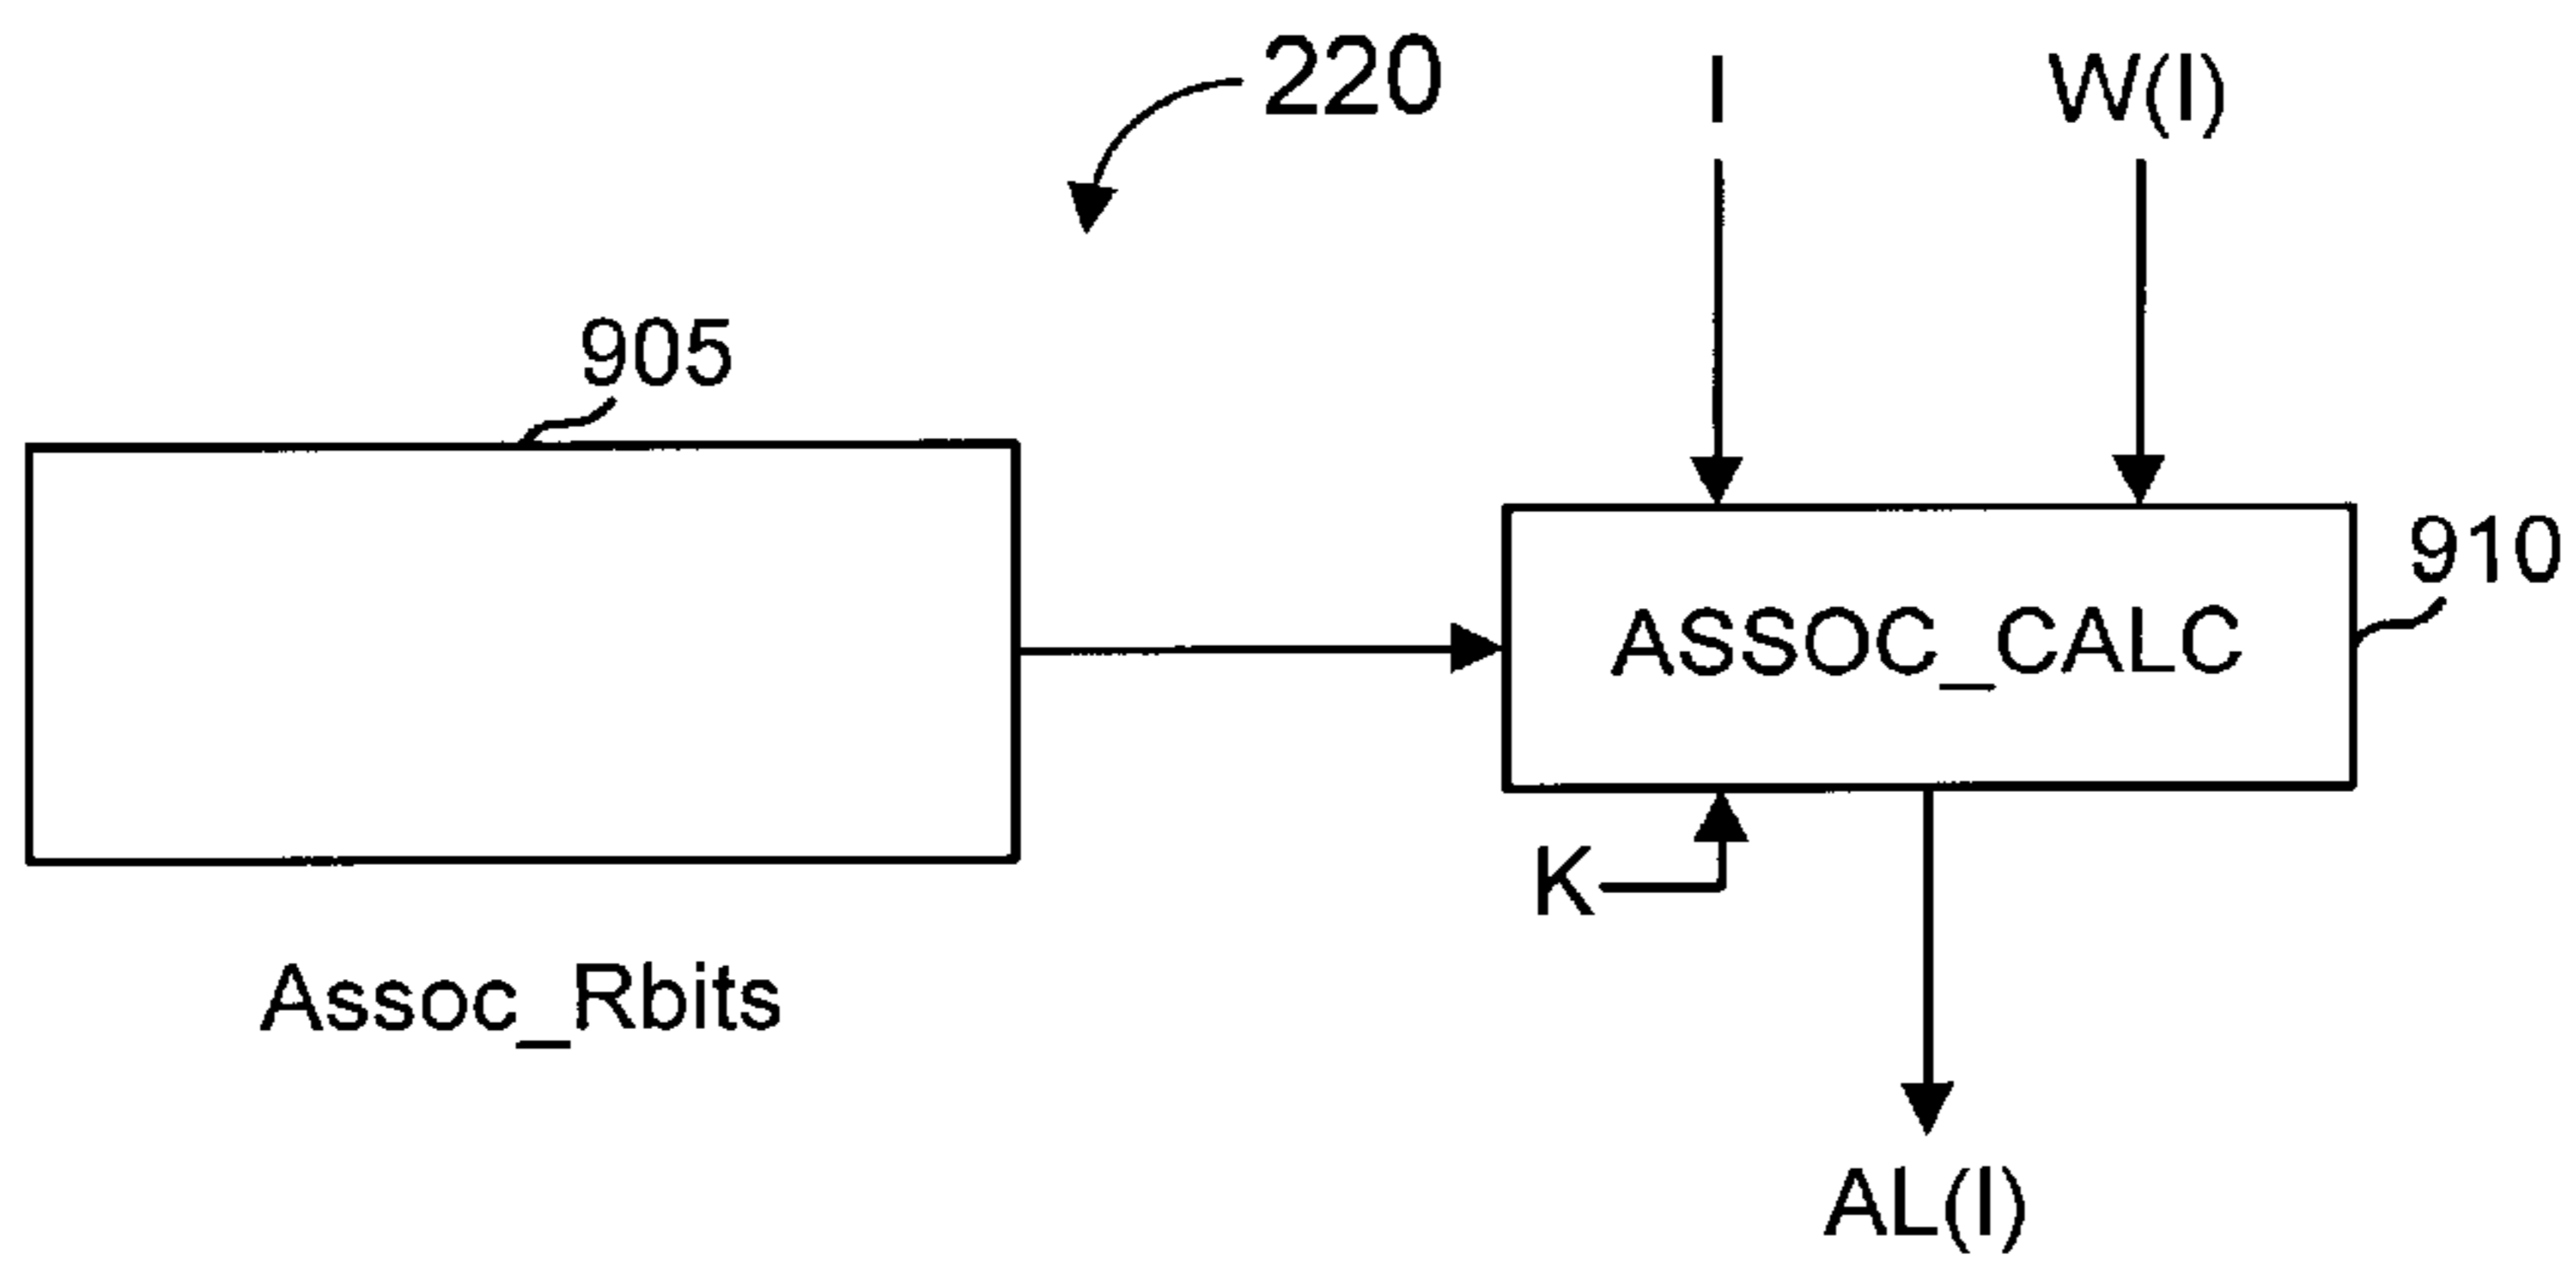 220
I
W(I)
905
910
ASSOC_CALC
K
Assoc_Rbits
AL(I)